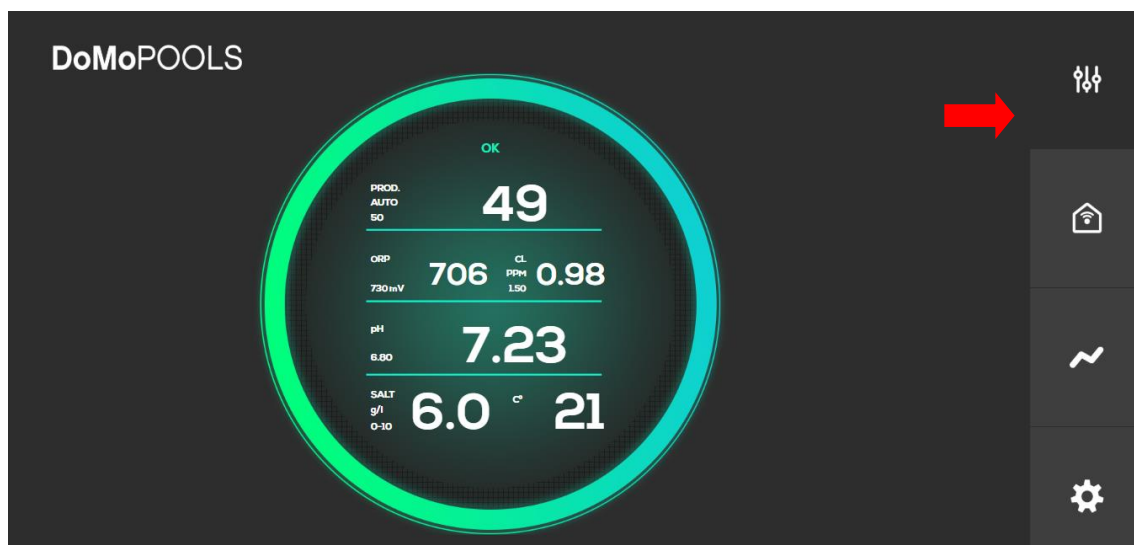 DoMoPOOLS
OK
PROD.
AUTO
50
49
ORP
730 mV
706
CL
PPM
1.50
0.98
pH
6.80
7.23
SALT
g/l
0-10
6.0
C°
21